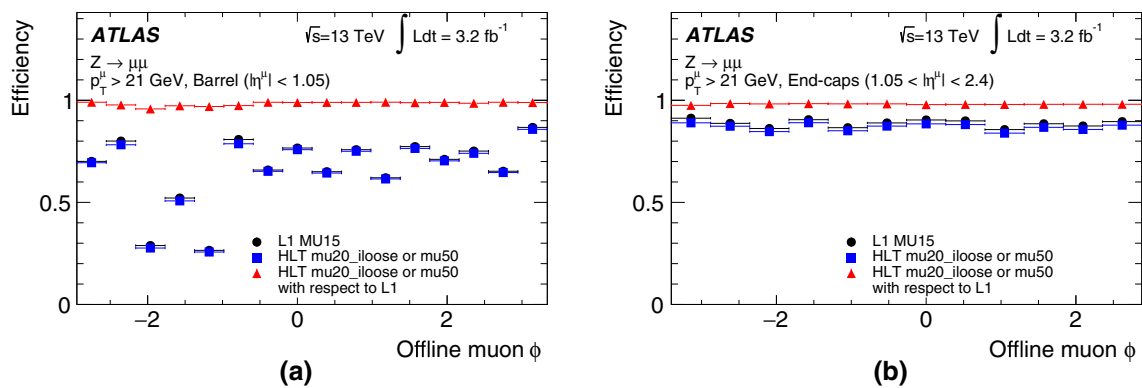 Efficiency
1
0.5
0
ATLAS √s=13 TeV ∫ Ldt = 3.2 fb⁻¹
Z → μμ
p_T^μ > 21 GeV, Barrel (|η^μ| < 1.05)
L1 MU15
HLT mu20_iloose or mu50
HLT mu20_iloose or mu50
with respect to L1
−2 0 2
Offline muon ϕ
(a)
Efficiency
1
0.5
0
ATLAS √s=13 TeV ∫ Ldt = 3.2 fb⁻¹
Z → μμ
p_T^μ > 21 GeV, End-caps (1.05 < |η^μ| < 2.4)
L1 MU15
HLT mu20_iloose or mu50
HLT mu20_iloose or mu50
with respect to L1
−2 0 2
Offline muon ϕ
(b)